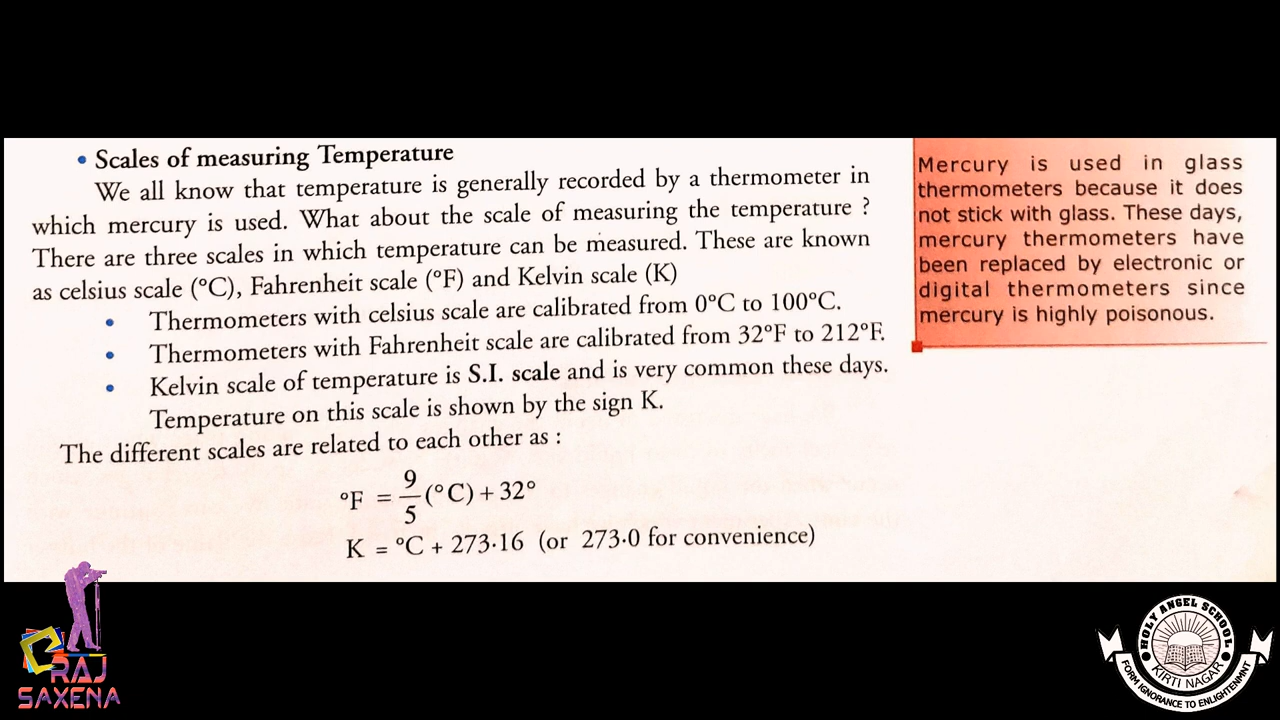 • Scales of measuring Temperature
We all know that temperature is generally recorded by a thermometer in
which mercury is used. What about the scale of measuring the temperature ?
There are three scales in which temperature can be measured. These are known
as celsius scale (°C), Fahrenheit scale (°F) and Kelvin scale (K)
• Thermometers with celsius scale are calibrated from 0°C to 100°C.
• Thermometers with Fahrenheit scale are calibrated from 32°F to 212°F.
• Kelvin scale of temperature is S.I. scale and is very common these days.
Temperature on this scale is shown by the sign K.
The different scales are related to each other as :
°F = 9/5 (°C) + 32°
K = °C + 273·16 (or 273·0 for convenience)
Mercury is used in glass
thermometers because it does
not stick with glass. These days,
mercury thermometers have
been replaced by electronic or
digital thermometers since
mercury is highly poisonous.
RAJ
SAXENA
HOLY ANGEL SCHOOL
KIRTI NAGAR
FORM IGNORANCE TO ENLIGHTENMNT